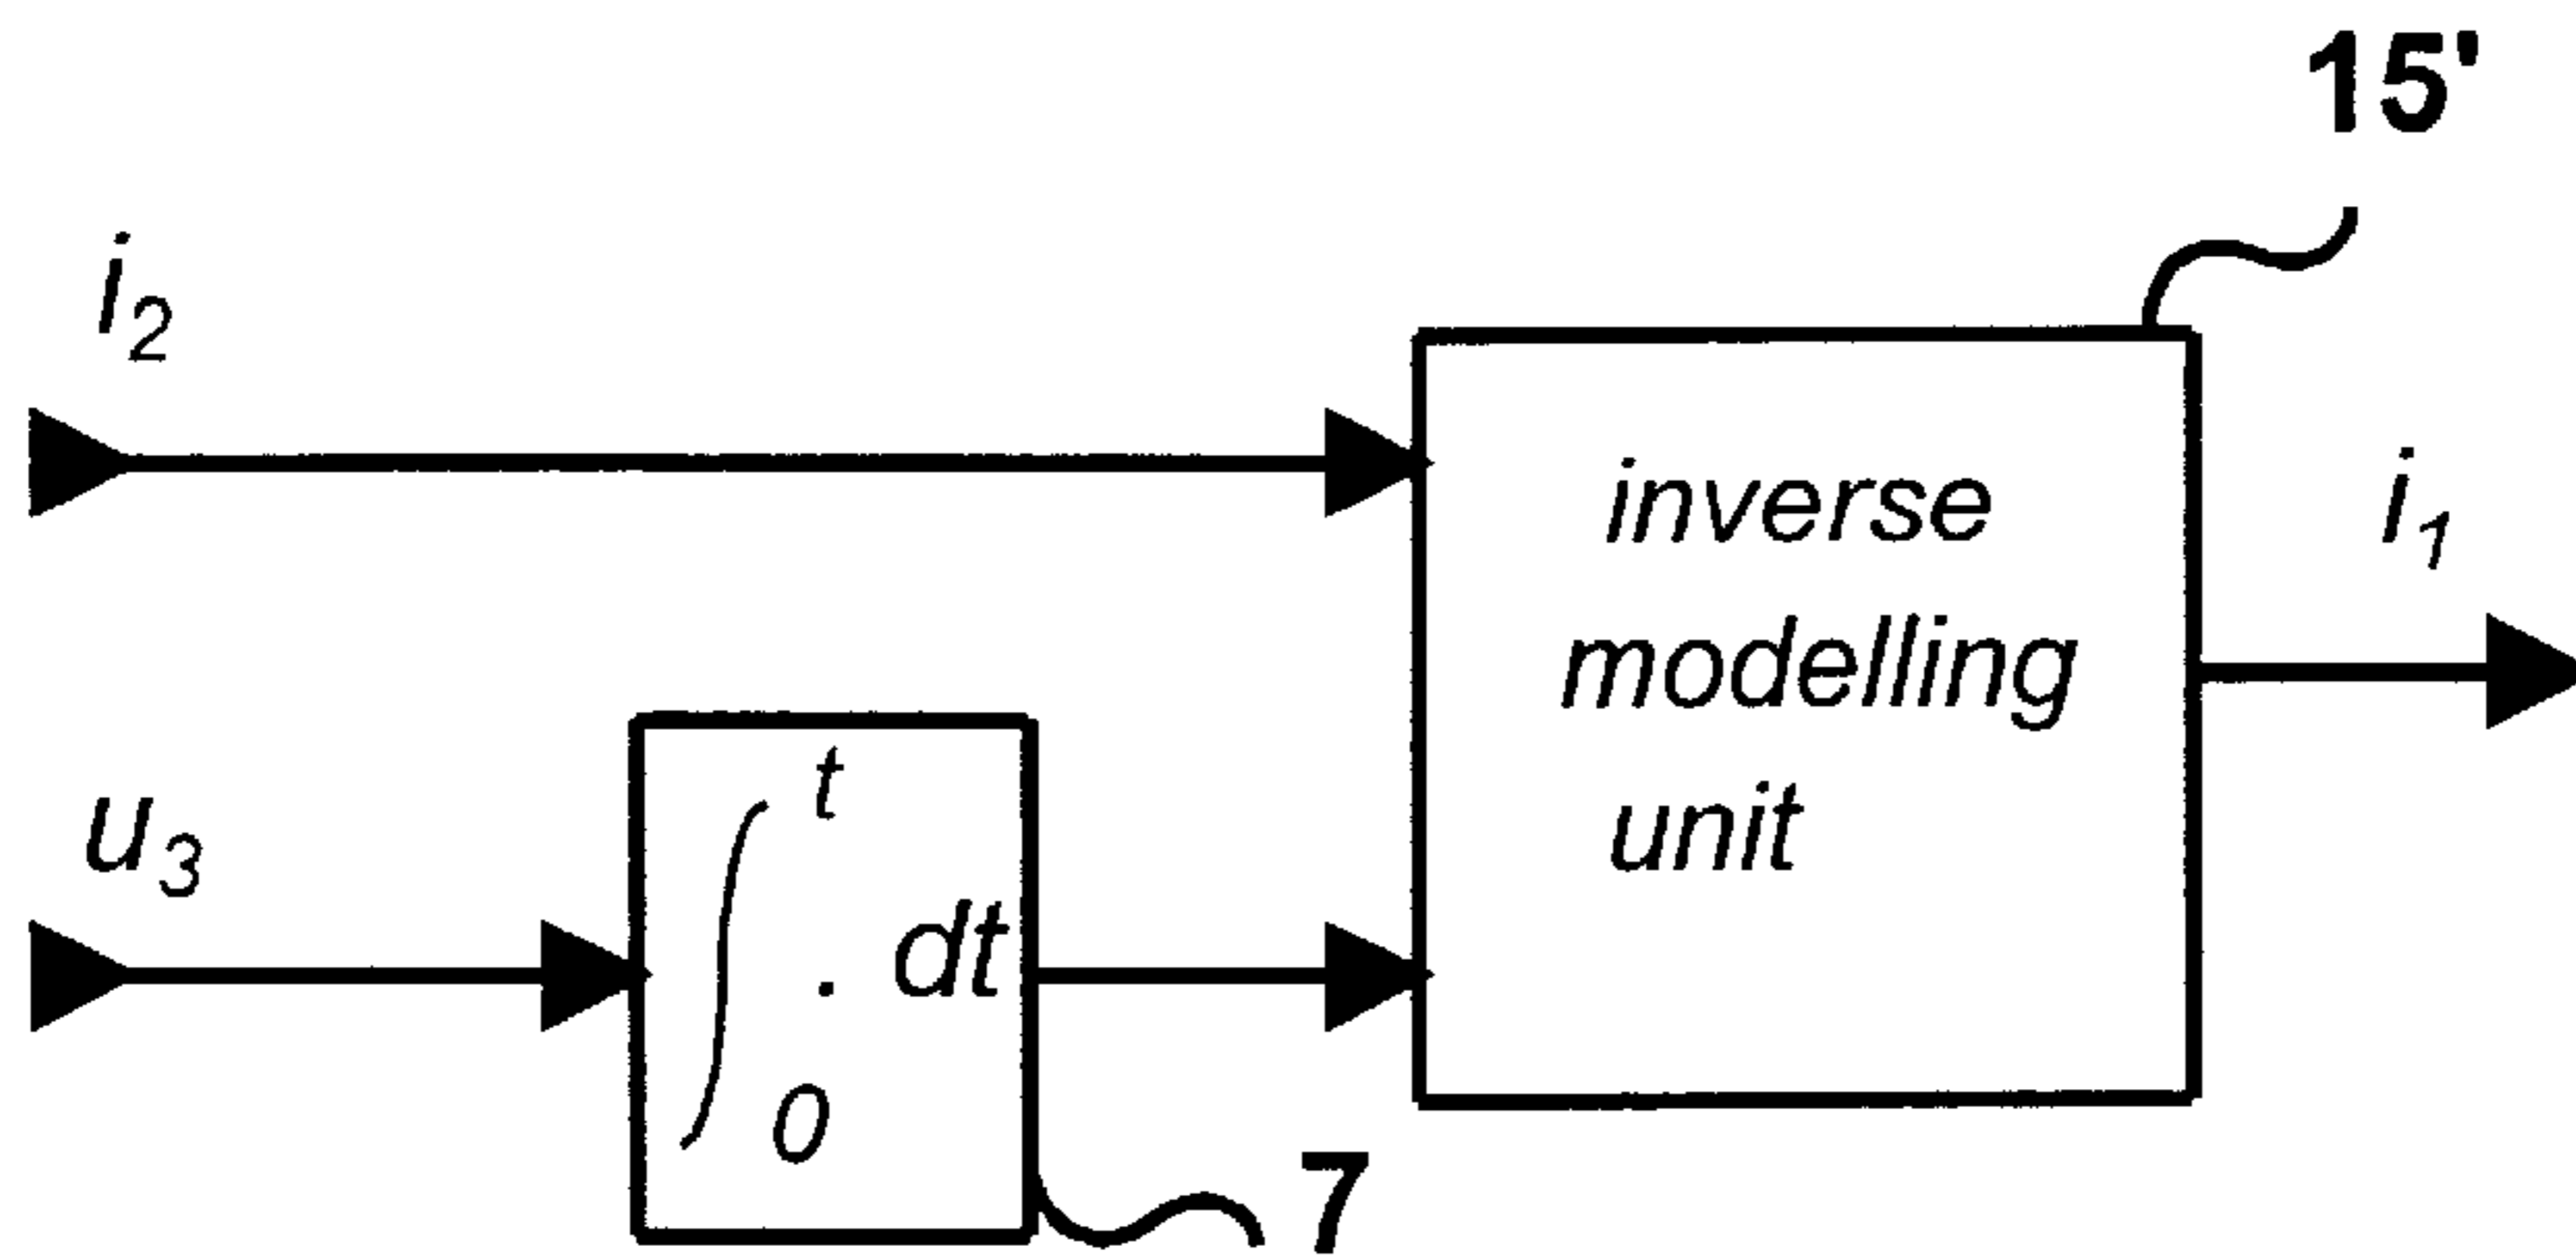 15'
i₂
inverse
modelling
unit
i₁
u₃
∫ t
. dt
0
7